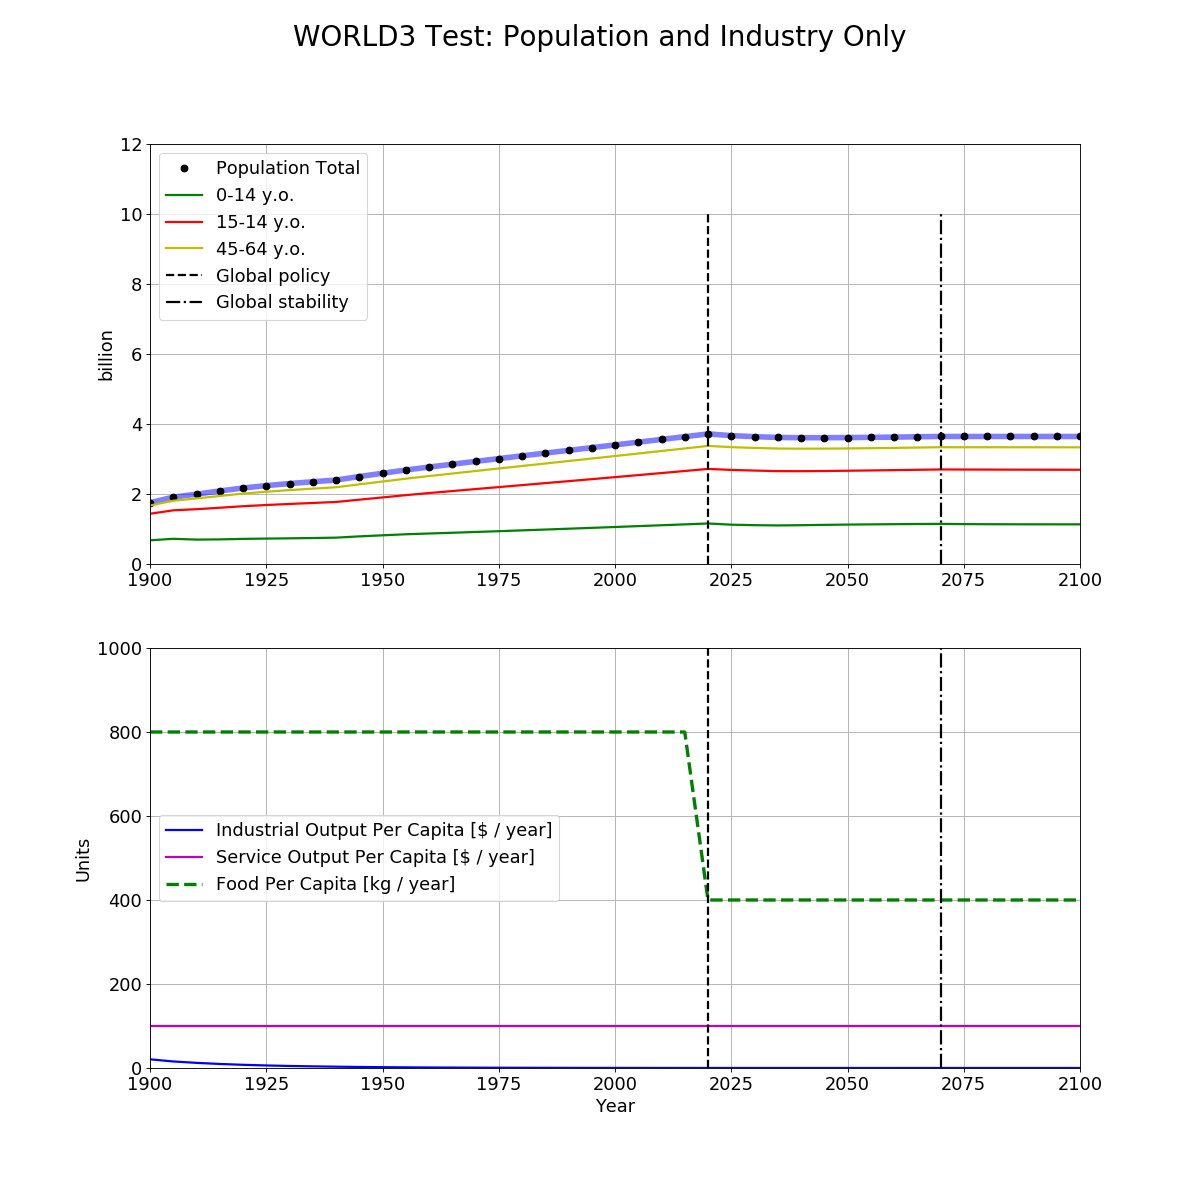 WORLD3 Test: Population and Industry Only
12
10
8
6
4
2
0
billion
Population Total
0-14 y.o.
15-14 y.o.
45-64 y.o.
Global policy
Global stability
1900 1925 1950 1975 2000 2025 2050 2075 2100
1000
800
600
400
200
0
Units
Industrial Output Per Capita [$ / year]
Service Output Per Capita [$ / year]
Food Per Capita [kg / year]
1900 1925 1950 1975 2000 2025 2050 2075 2100
Year